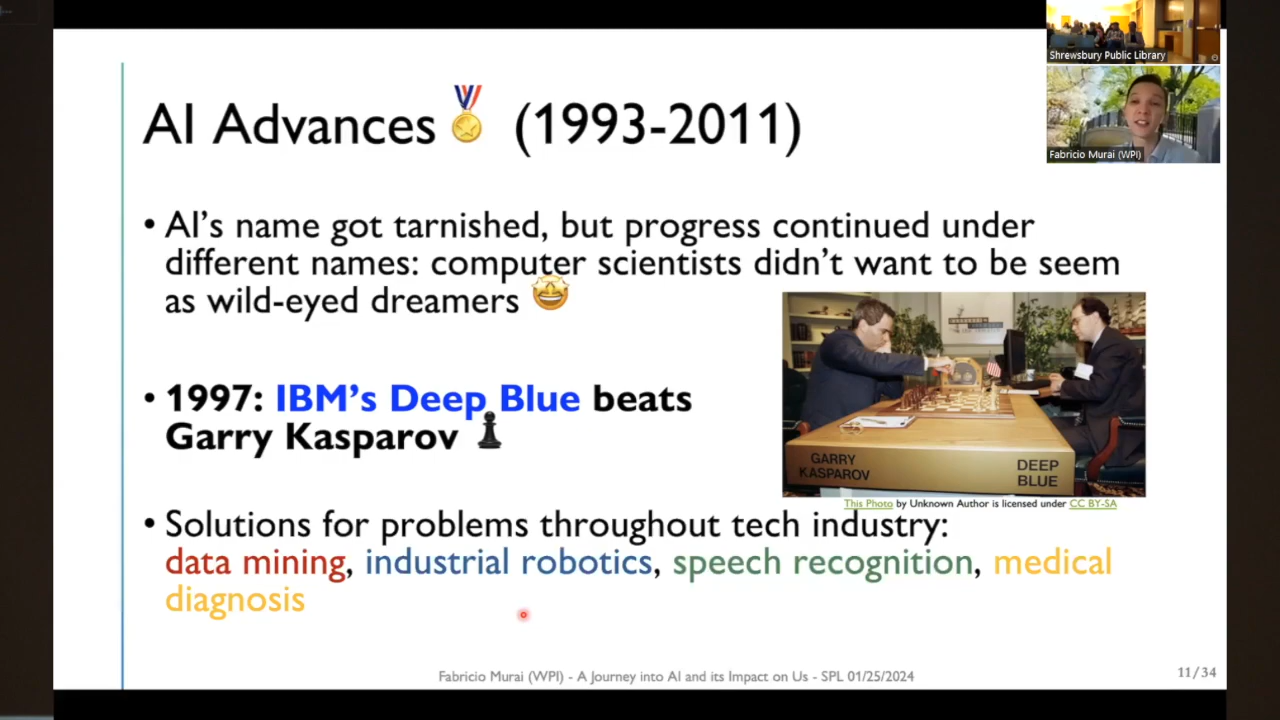 Shrewsbury Public Library
Fabricio Murai (WPI)
AI Advances (1993-2011)
• AI's name got tarnished, but progress continued under
different names: computer scientists didn't want to be seem
as wild-eyed dreamers
• 1997: IBM's Deep Blue beats
Garry Kasparov
GARRY
KASPAROV
DEEP
BLUE
This Photo by Unknown Author is licensed under CC BY-SA
• Solutions for problems throughout tech industry:
data mining, industrial robotics, speech recognition, medical
diagnosis
Fabricio Murai (WPI) - A Journey into AI and its Impact on Us - SPL 01/25/2024
11/34